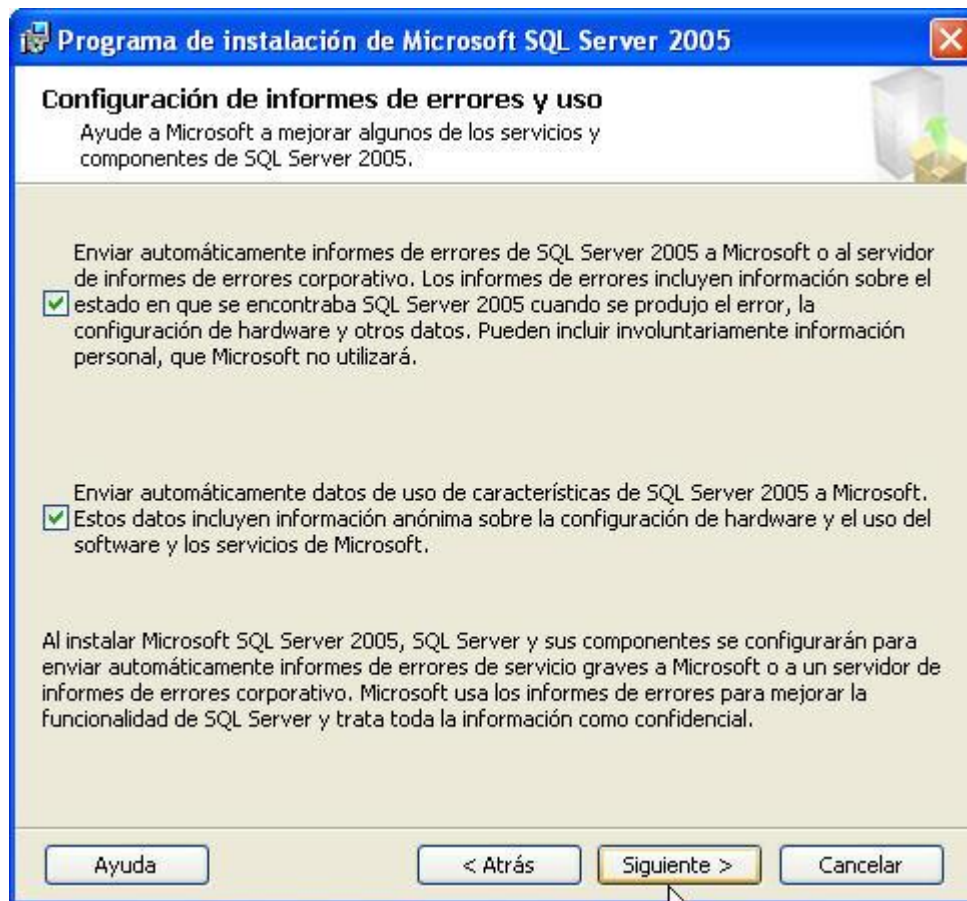 Programa de instalación de Microsoft SQL Server 2005
Configuración de informes de errores y uso
Ayude a Microsoft a mejorar algunos de los servicios y
componentes de SQL Server 2005.
Enviar automáticamente informes de errores de SQL Server 2005 a Microsoft o al servidor
de informes de errores corporativo. Los informes de errores incluyen información sobre el
estado en que se encontraba SQL Server 2005 cuando se produjo el error, la
configuración de hardware y otros datos. Pueden incluir involuntariamente información
personal, que Microsoft no utilizará.
Enviar automáticamente datos de uso de características de SQL Server 2005 a Microsoft.
Estos datos incluyen información anónima sobre la configuración de hardware y el uso del
software y los servicios de Microsoft.
Al instalar Microsoft SQL Server 2005, SQL Server y sus componentes se configurarán para
enviar automáticamente informes de errores de servicio graves a Microsoft o a un servidor de
informes de errores corporativo. Microsoft usa los informes de errores para mejorar la
funcionalidad de SQL Server y trata toda la información como confidencial.
Ayuda
< Atrás
Siguiente >
Cancelar